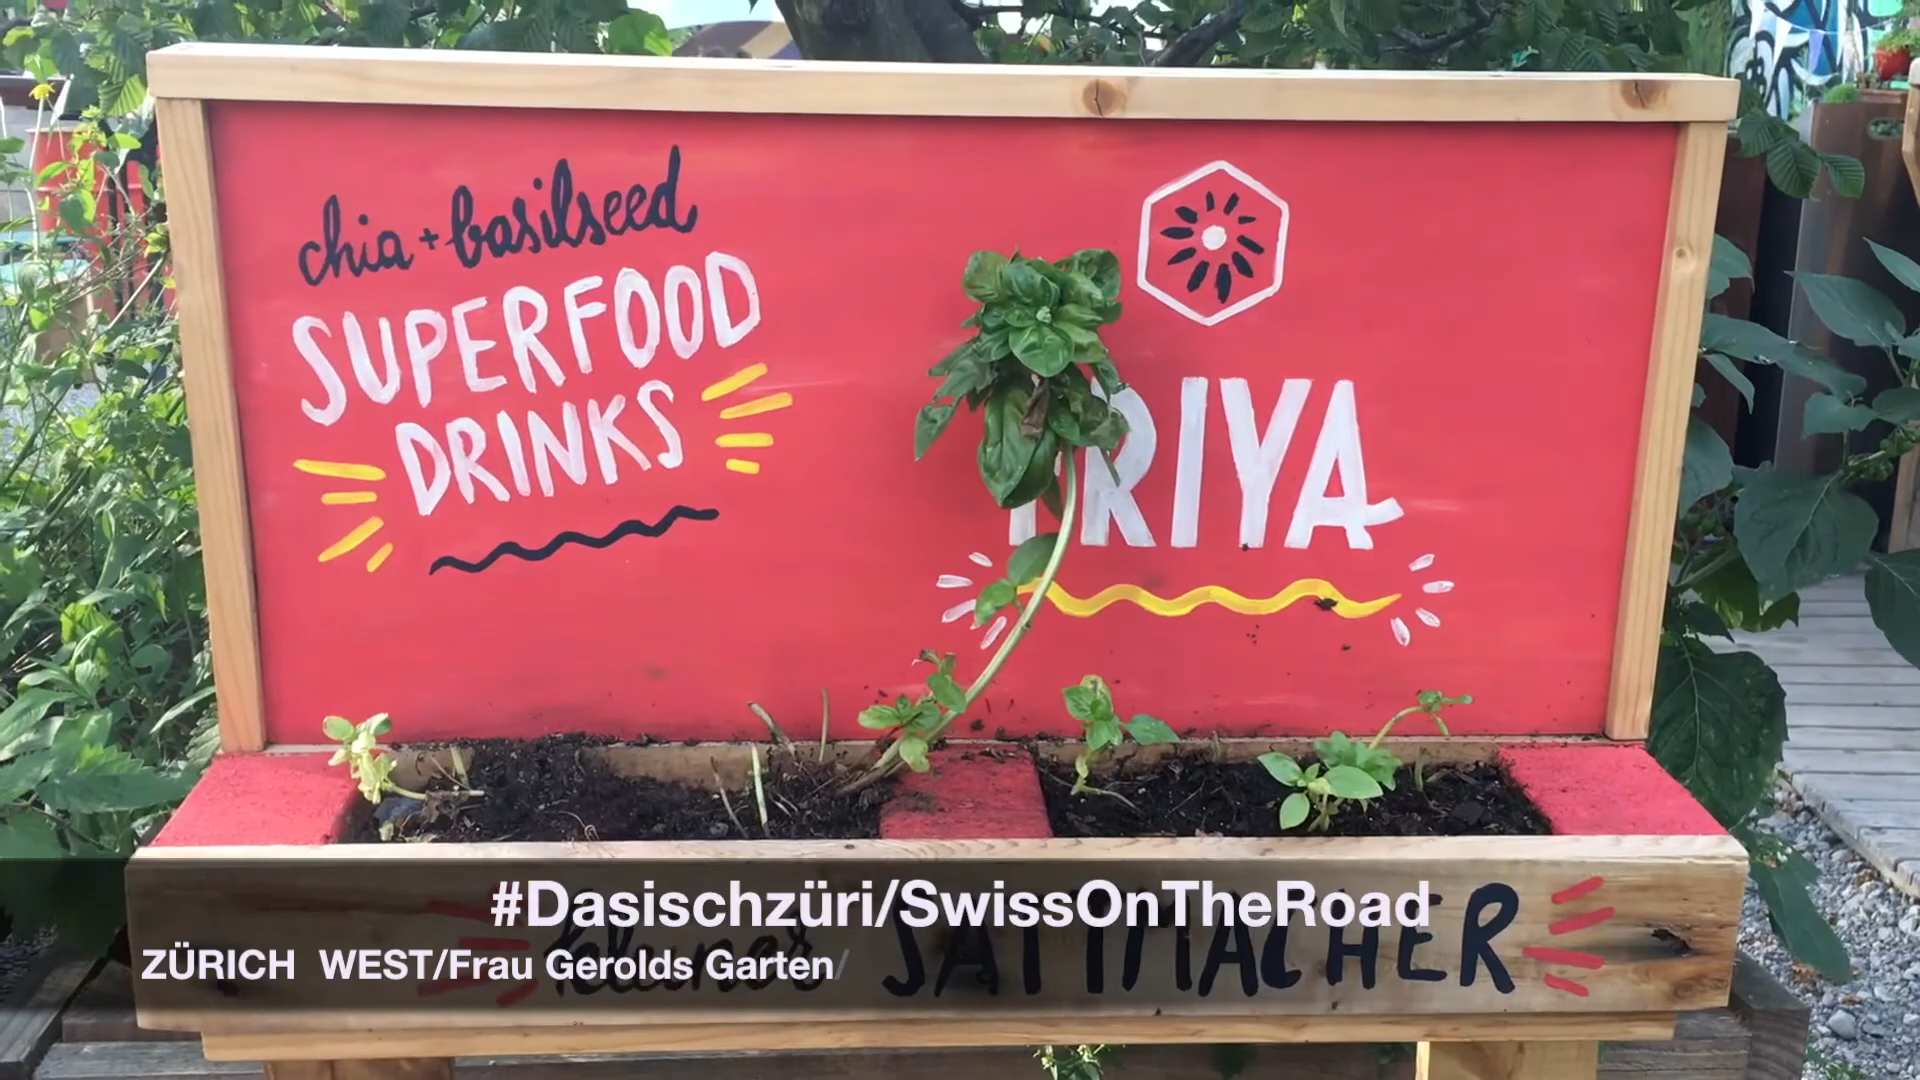 chia + basilseed
SUPERFOOD
DRINKS
RIYA
#Dasischzüri/SwissOnTheRoad
ZÜRICH WEST/Frau Gerolds Garten/
SATTMACHER